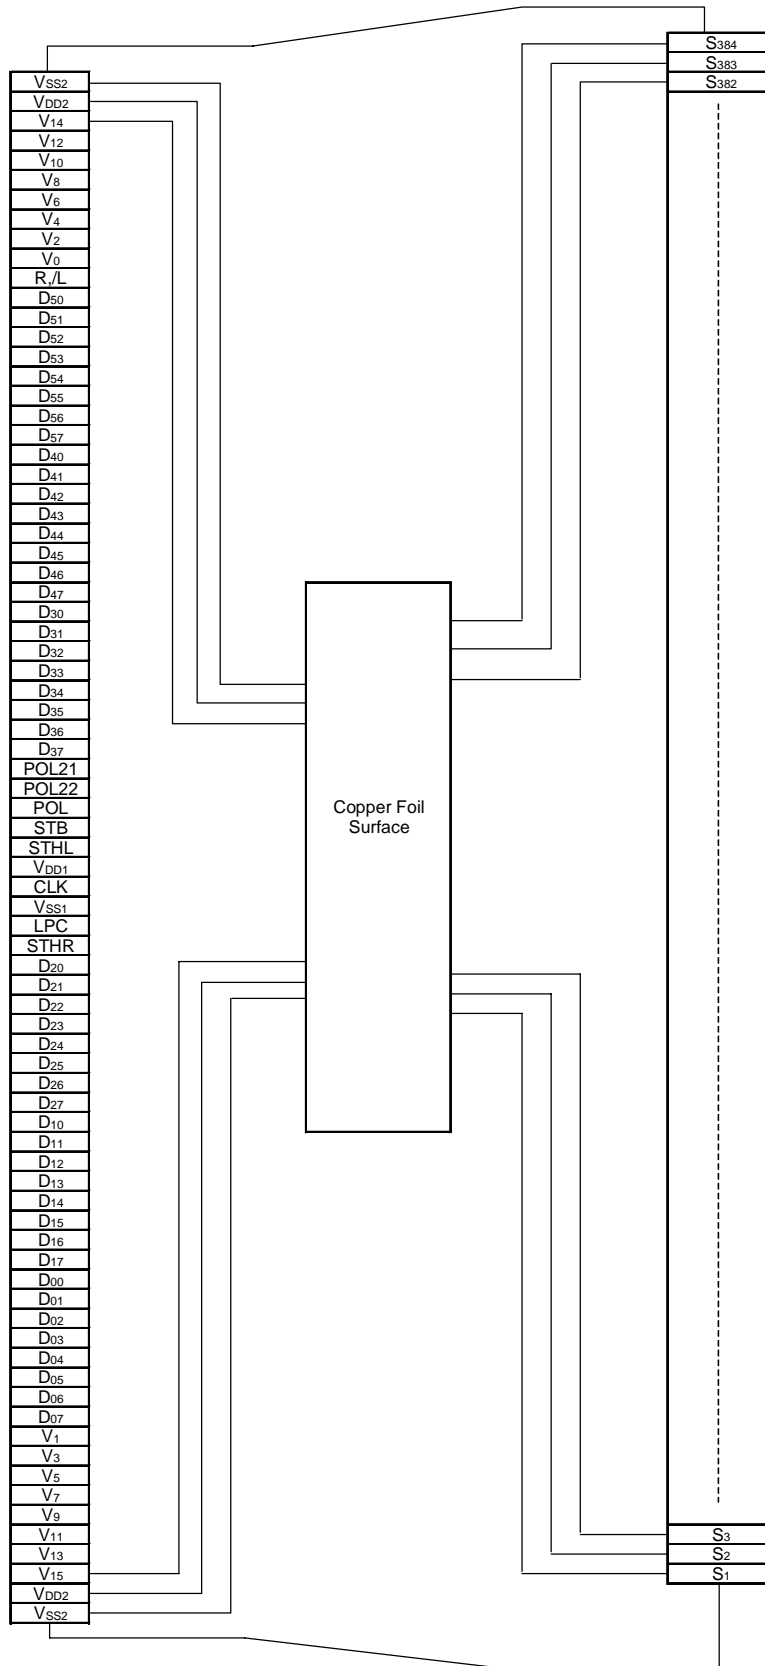 VSS2
VDD2
V14
V12
V10
V8
V6
V4
V2
V0
R,/L
D50
D51
D52
D53
D54
D55
D56
D57
D40
D41
D42
D43
D44
D45
D46
D47
D30
D31
D32
D33
D34
D35
D36
D37
POL21
POL22
POL
STB
STHL
VDD1
CLK
VSS1
LPC
STHR
D20
D21
D22
D23
D24
D25
D26
D27
D10
D11
D12
D13
D14
D15
D16
D17
D00
D01
D02
D03
D04
D05
D06
D07
V1
V3
V5
V7
V9
V11
V13
V15
VDD2
VSS2
Copper Foil
Surface
S384
S383
S382
S3
S2
S1